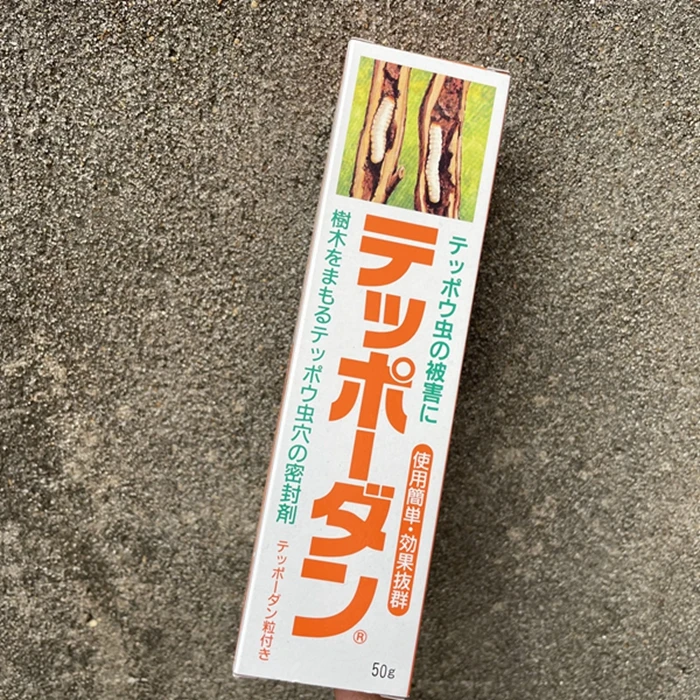 テッポウ虫の被害に
使用簡単・効果抜群
テッポーダン®
樹木をまもるテッポウ虫穴の密封剤
テッポーダン粒付き
50g